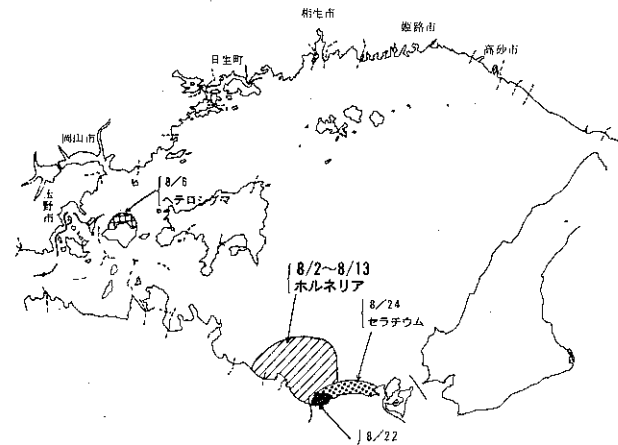 相生市
姫路市
高砂市
日生町
岡山市
玉野市
8/6
ヘテロシグマ
8/2～8/13
ホルネリア
8/24
セラチウム
8/22